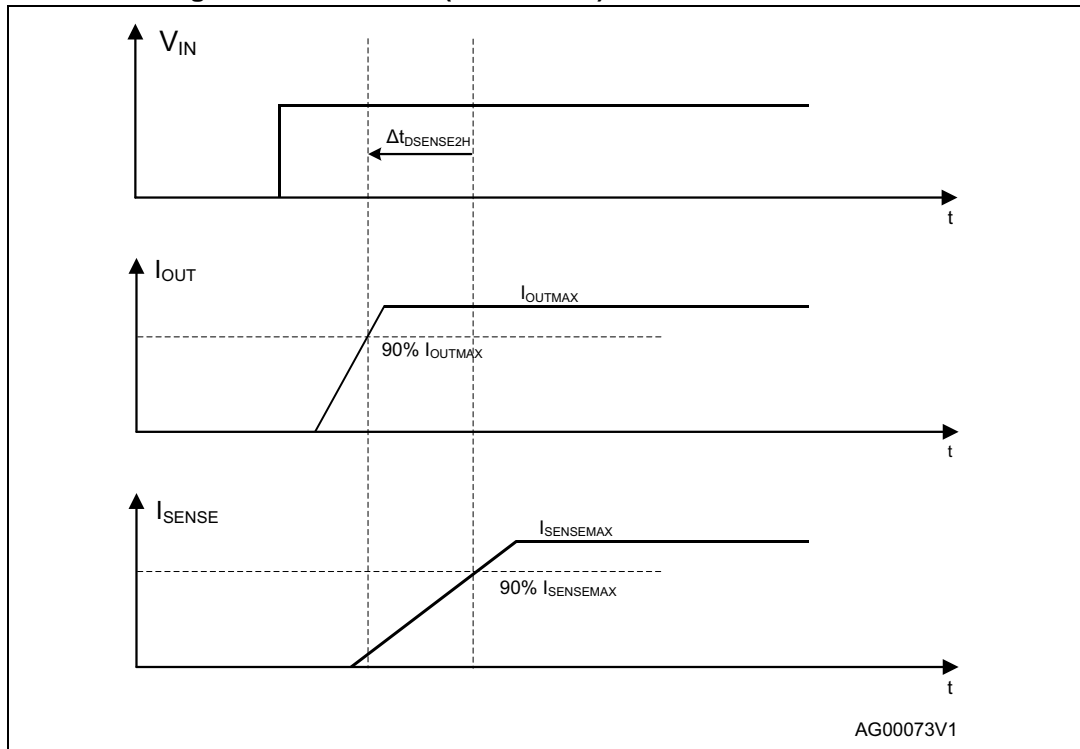 V_IN
Δt_DSENSE2H
t
I_OUT
I_OUTMAX
90% I_OUTMAX
t
I_SENSE
I_SENSEMAX
90% I_SENSEMAX
t
AG00073V1